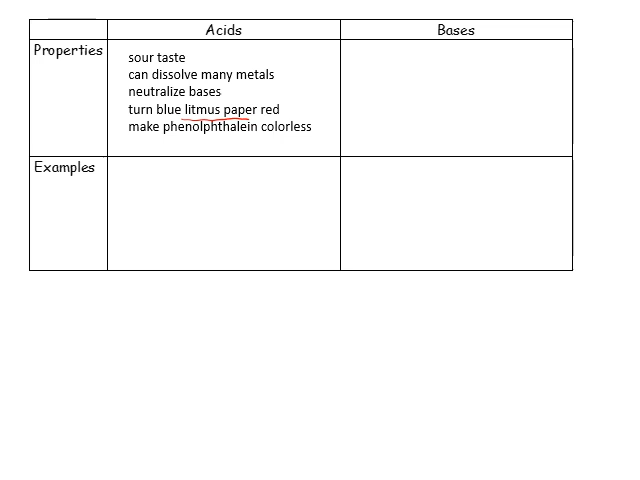 Acids
Bases
Properties
sour taste
can dissolve many metals
neutralize bases
turn blue litmus paper red
make phenolphthalein colorless
Examples